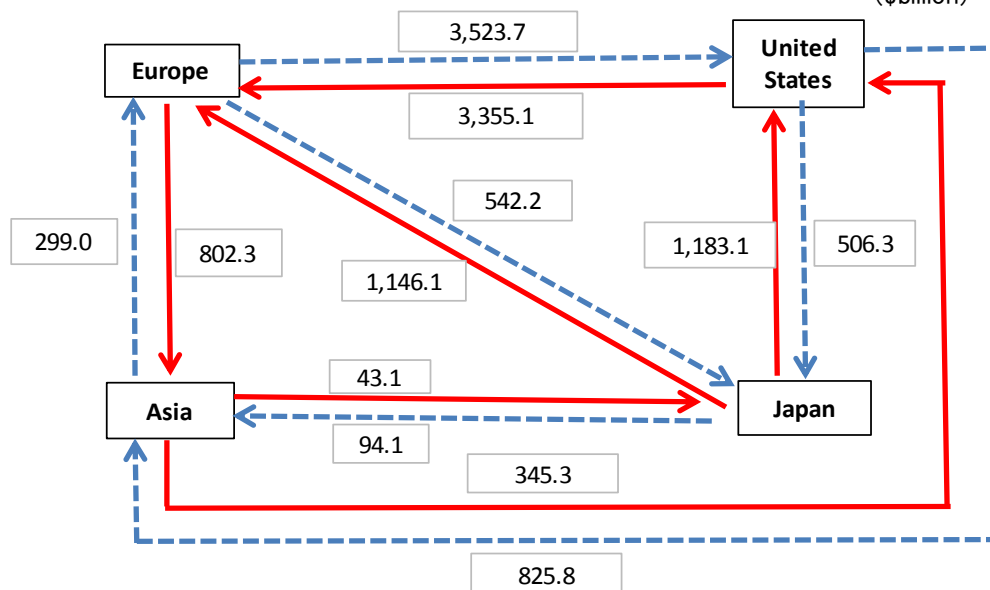 ($billion)
3,523.7
United
States
Europe
3,355.1
542.2
299.0
802.3
1,183.1
506.3
1,146.1
43.1
Asia
Japan
94.1
345.3
825.8